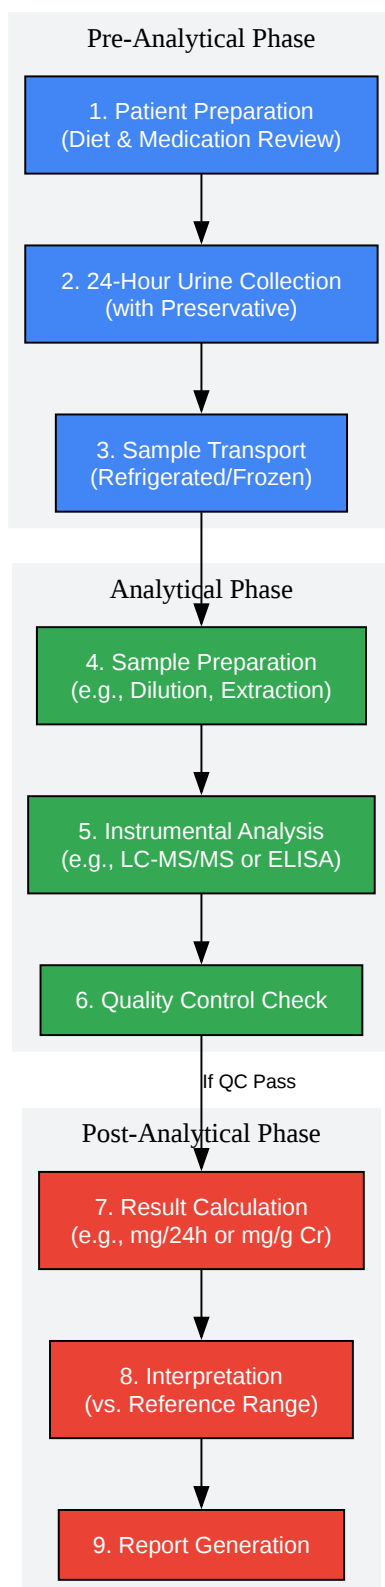 Pre-Analytical Phase
1. Patient Preparation
(Diet & Medication Review)
2. 24-Hour Urine Collection
(with Preservative)
3. Sample Transport
(Refrigerated/Frozen)
Analytical Phase
4. Sample Preparation
(e.g., Dilution, Extraction)
5. Instrumental Analysis
(e.g., LC-MS/MS or ELISA)
6. Quality Control Check
If QC Pass
Post-Analytical Phase
7. Result Calculation
(e.g., mg/24h or mg/g Cr)
8. Interpretation
(vs. Reference Range)
9. Report Generation